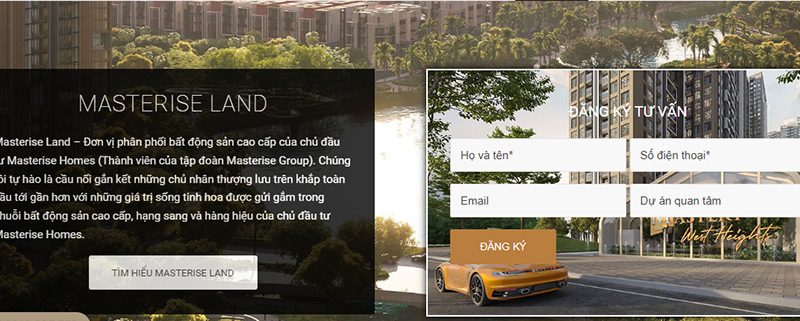 MASTERISE LAND
Masterise Land – Đơn vị phân phối bất động sản cao cấp của chủ đầu
tư Masterise Homes (Thành viên của tập đoàn Masterise Group). Chúng
tôi tự hào là cầu nối gắn kết những chủ nhân thượng lưu trên khắp toàn
cầu tới gần hơn với những giá trị sống tinh hoa được gửi gắm trong
chuỗi bất động sản cao cấp, hạng sang và hàng hiệu của chủ đầu tư
Masterise Homes.
TÌM HIỂU MASTERISE LAND
ĐĂNG KÝ TƯ VẤN
Họ và tên*
Số điện thoại*
Email
Dự án quan tâm
ĐĂNG KÝ
West Heights